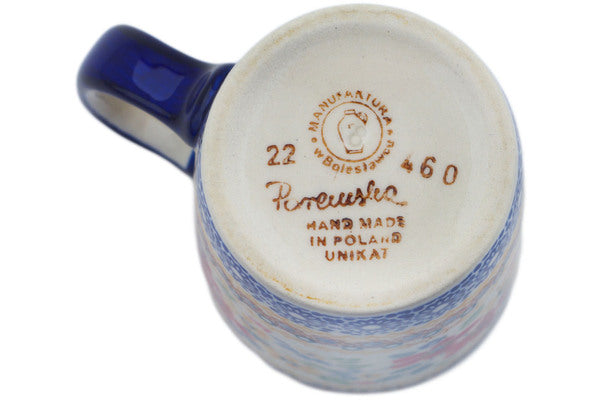 MANUFAKTURA
w Bolesławcu
22
460
HAND MADE
IN POLAND
UNIKAT